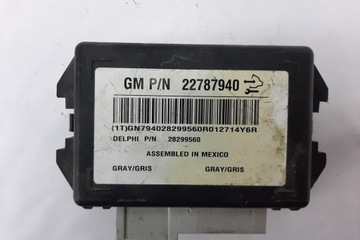 GM P/N 22787940
(1T)GN794028299560R012714Y6R
DELPHI P/N 28299560
ASSEMBLED IN MEXICO
GRAY/GRIS GRAY/GRIS